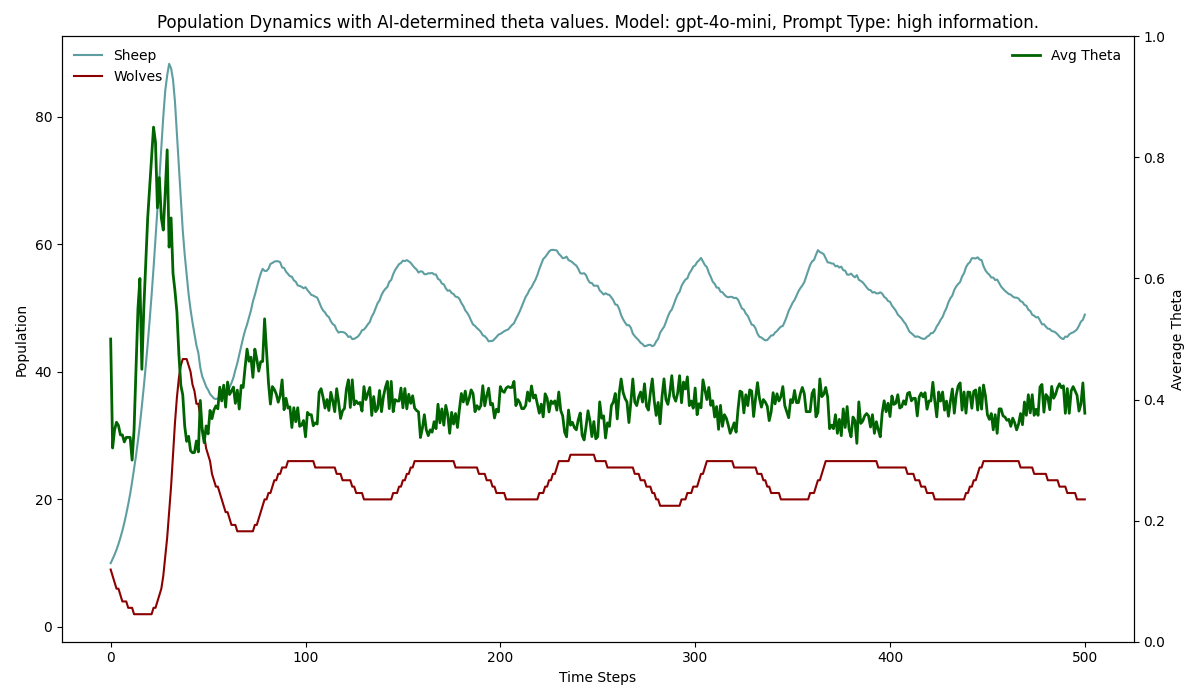 Population Dynamics with AI-determined theta values. Model: gpt-4o-mini, Prompt Type: high information.
Sheep
Wolves
Avg Theta
Population
0
20
40
60
80
0
100
200
300
400
500
Time Steps
0.0
0.2
0.4
0.6
0.8
1.0
Average Theta